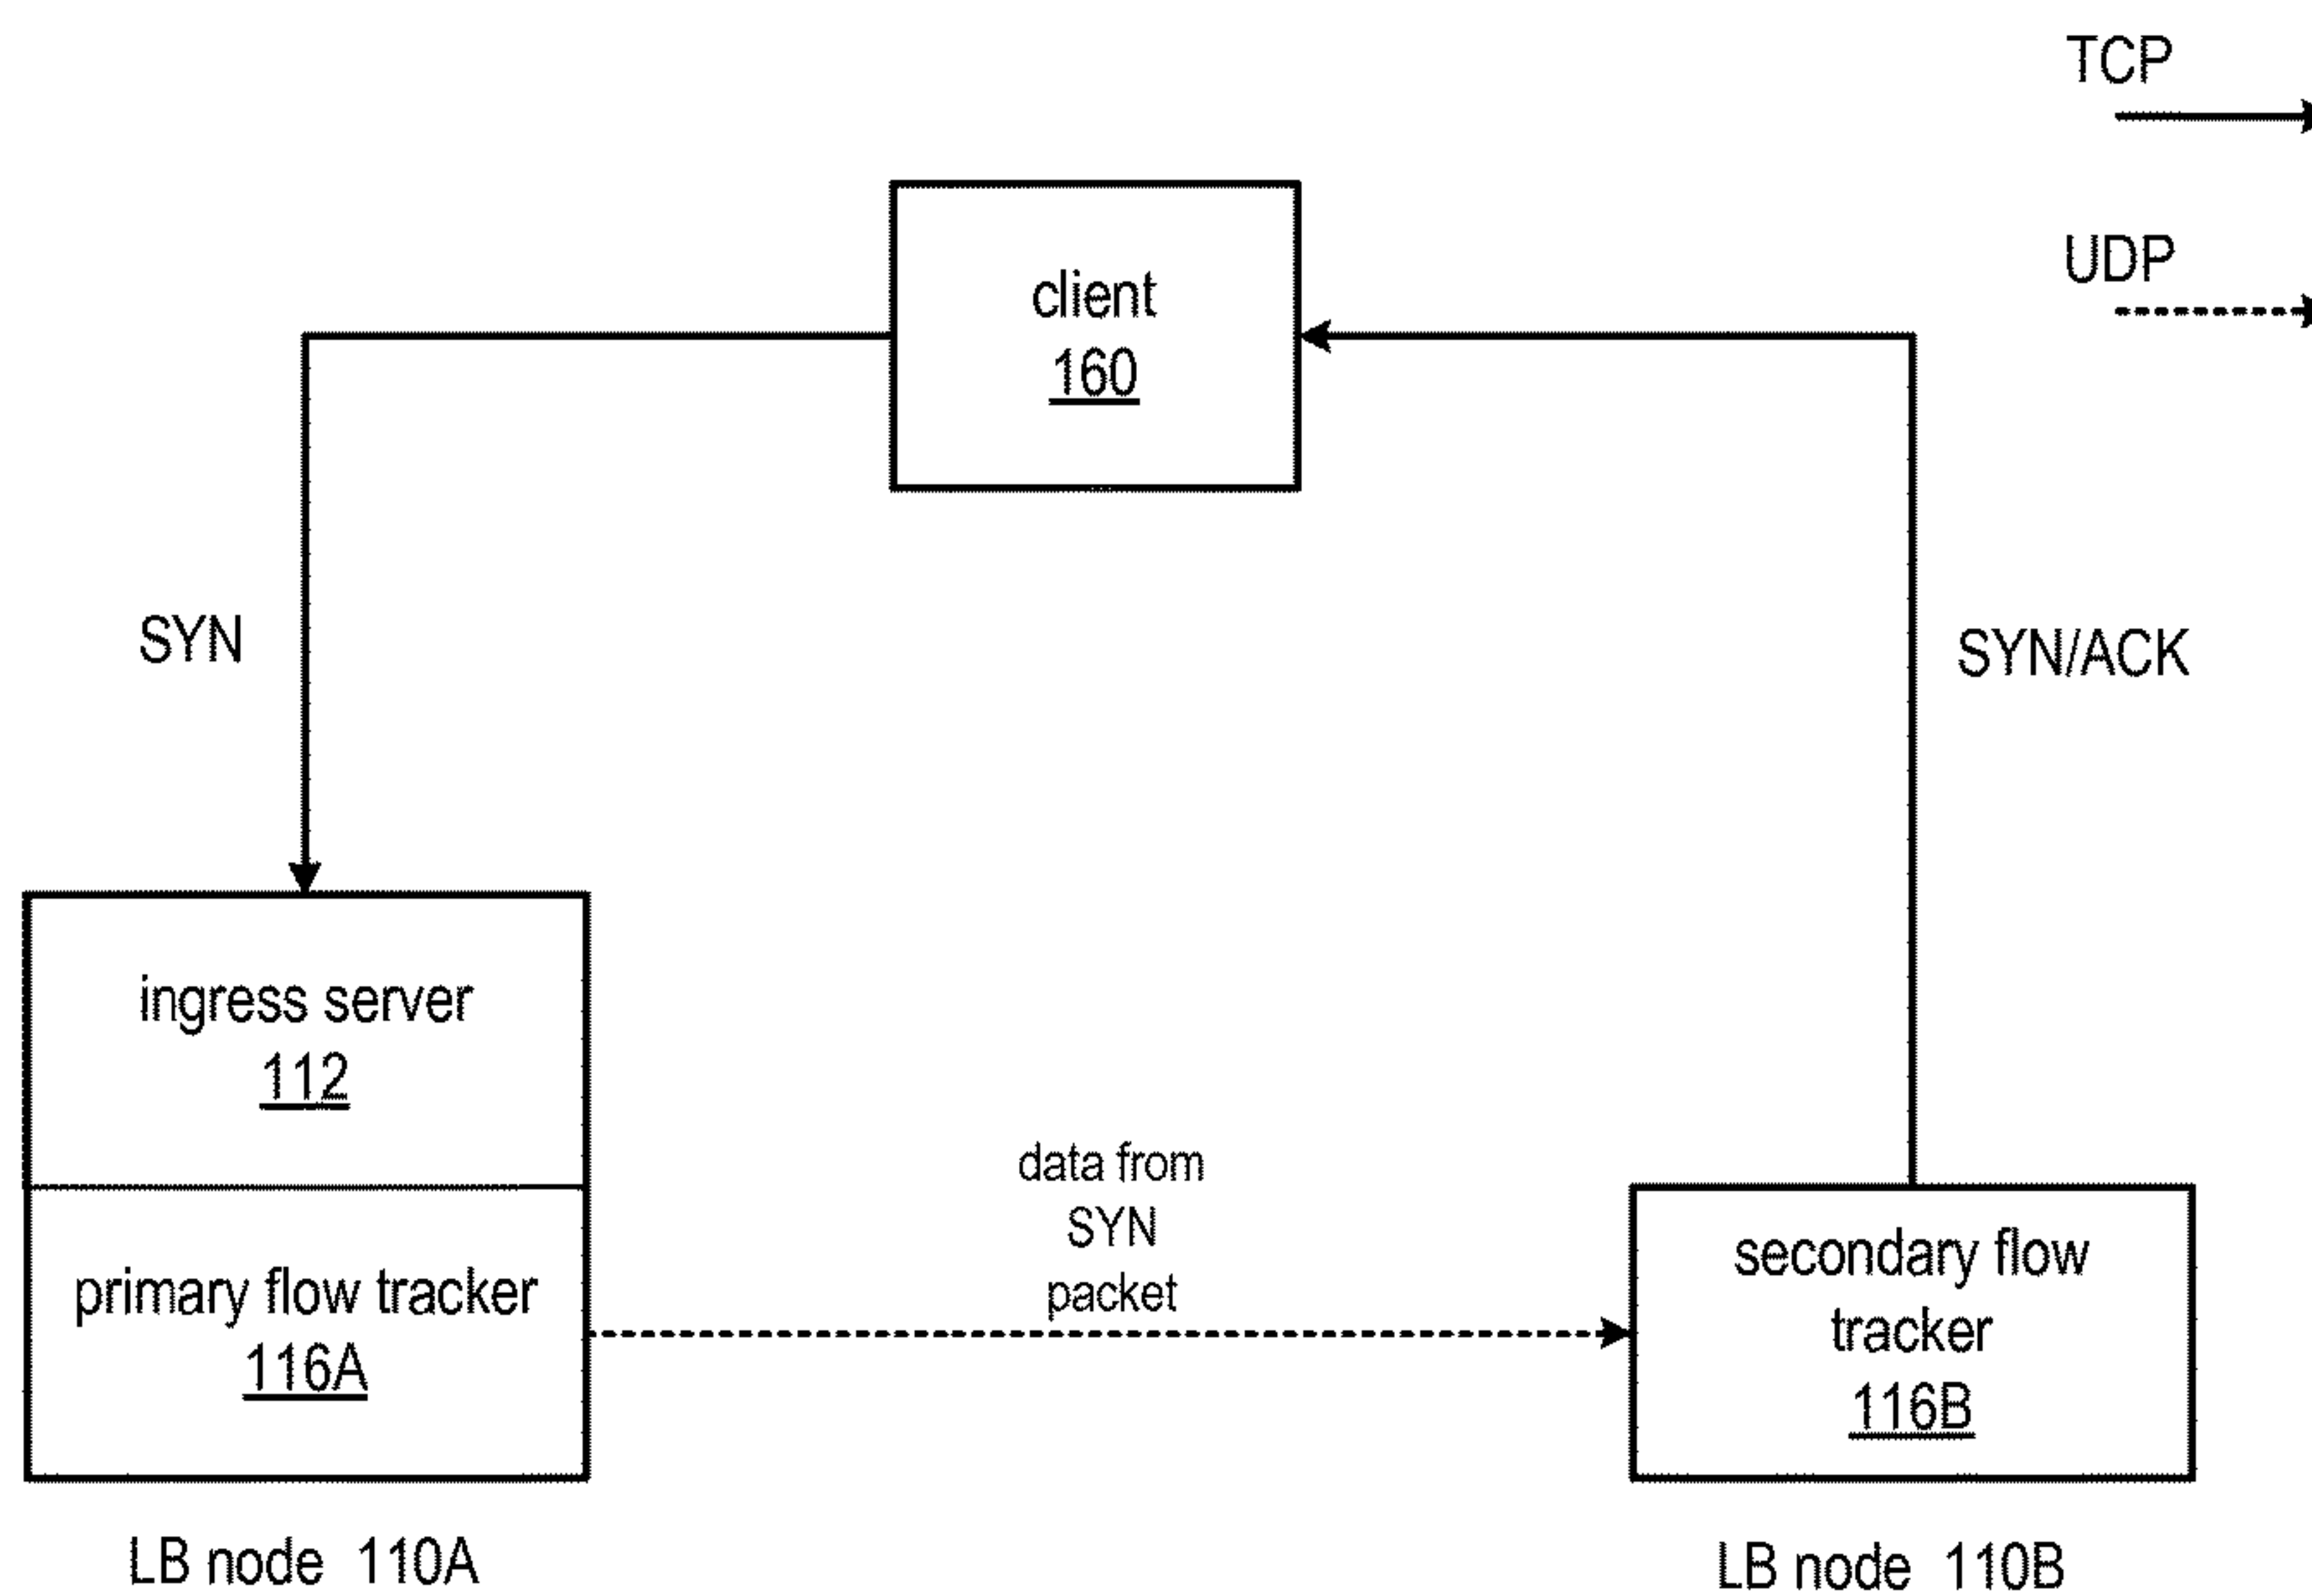 TCP
UDP
client
160
SYN
SYN/ACK
ingress server
112
primary flow tracker
116A
data from
SYN
packet
secondary flow
tracker
116B
LB node 110A
LB node 110B